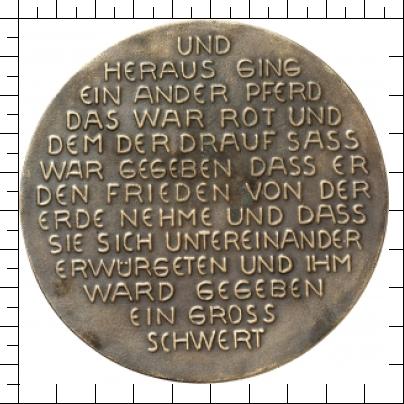 UND
HERAUS GING
EIN ANDER PFERD
DAS WAR ROT UND
DEM DER DRAUF SASS
WAR GEGEBEN DASS ER
DEN FRIEDEN VON DER
ERDE NEHME UND DASS
SIE SICH UNTEREINANDER
ERWÜRGETEN UND IHM
WARD GEGEBEN
EIN GROSS
SCHWERT